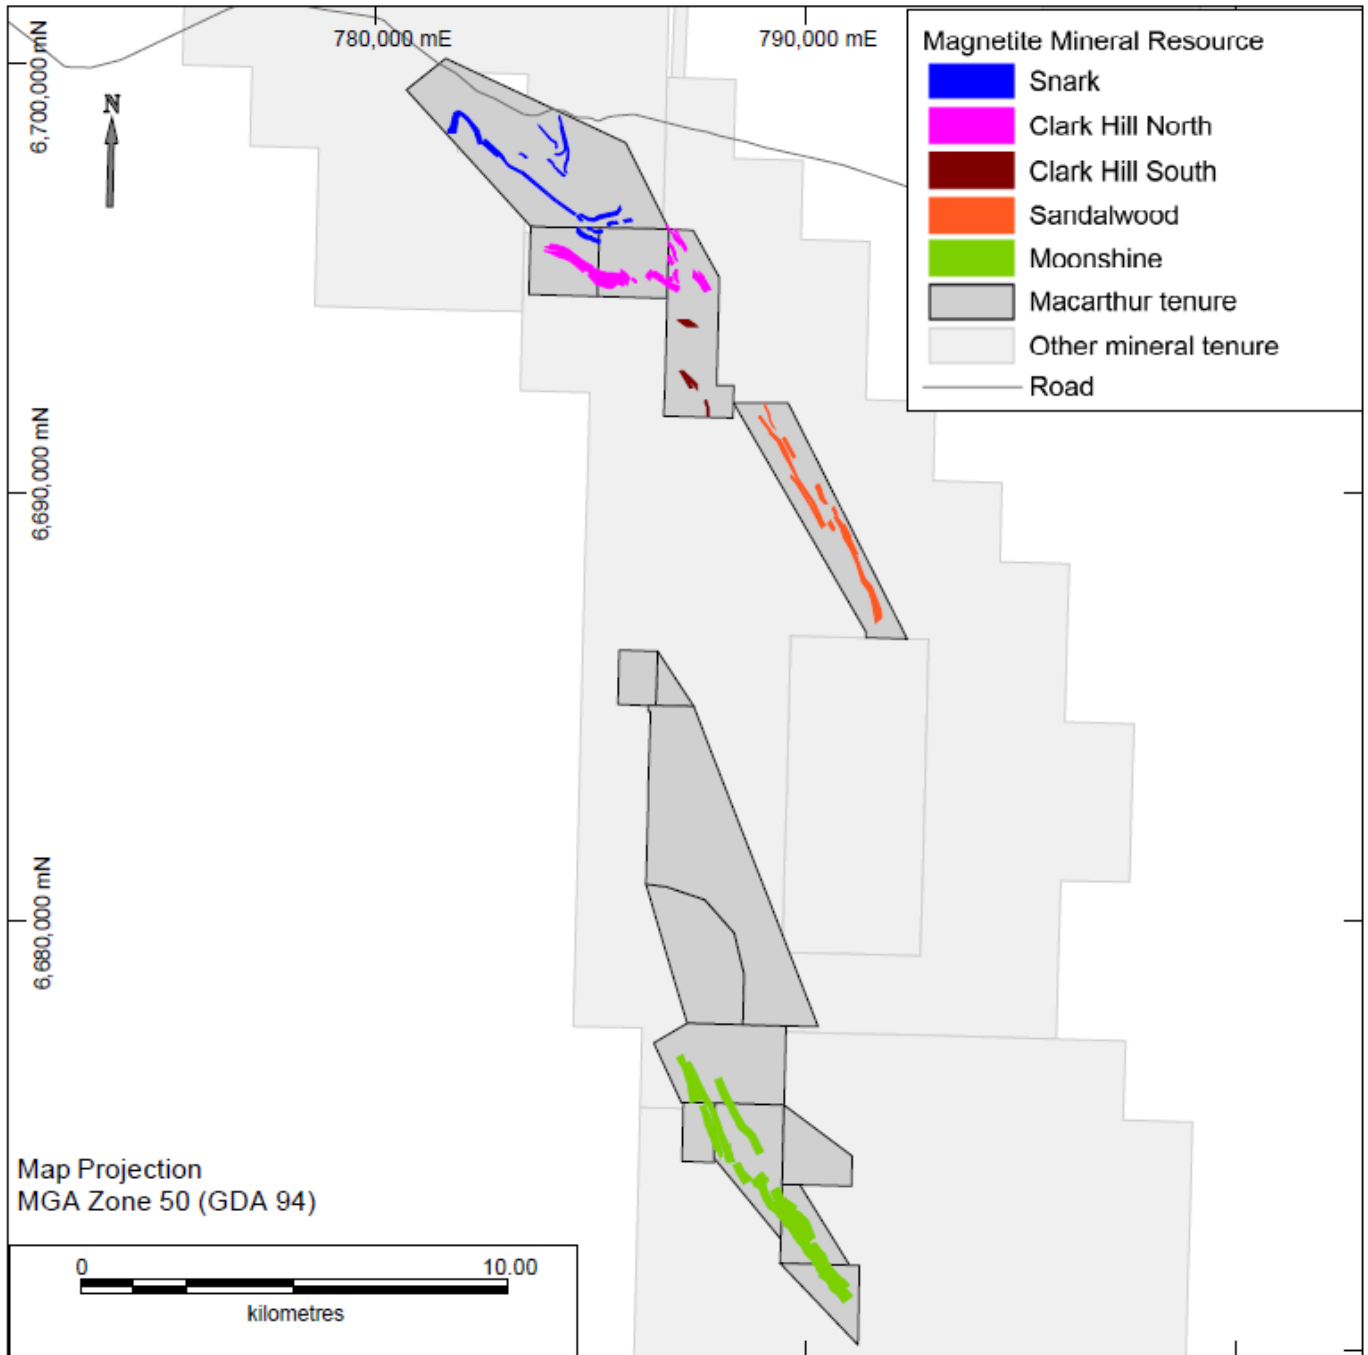 780,000 mE
790,000 mE
6,700,000 mN
N
Magnetite Mineral Resource
Snark
Clark Hill North
Clark Hill South
Sandalwood
Moonshine
Macarthur tenure
Other mineral tenure
Road
6,690,000 mN
6,680,000 mN
Map Projection
MGA Zone 50 (GDA 94)
0 10.00
kilometres